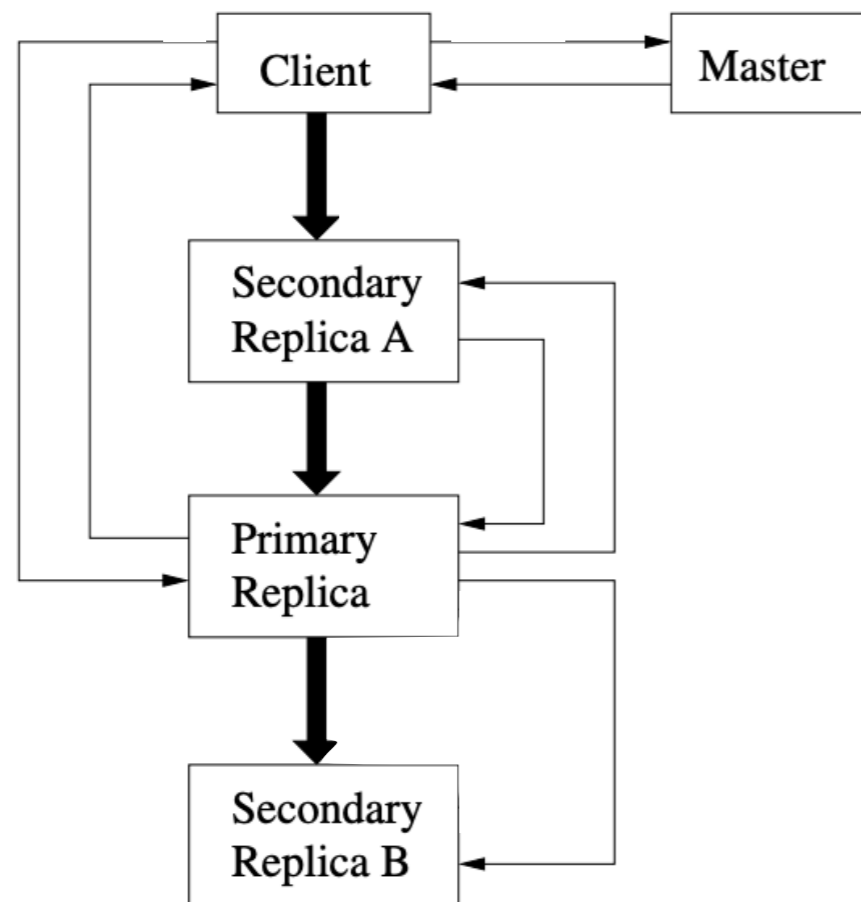 Client
Master
Secondary
Replica A
Primary
Replica
Secondary
Replica B